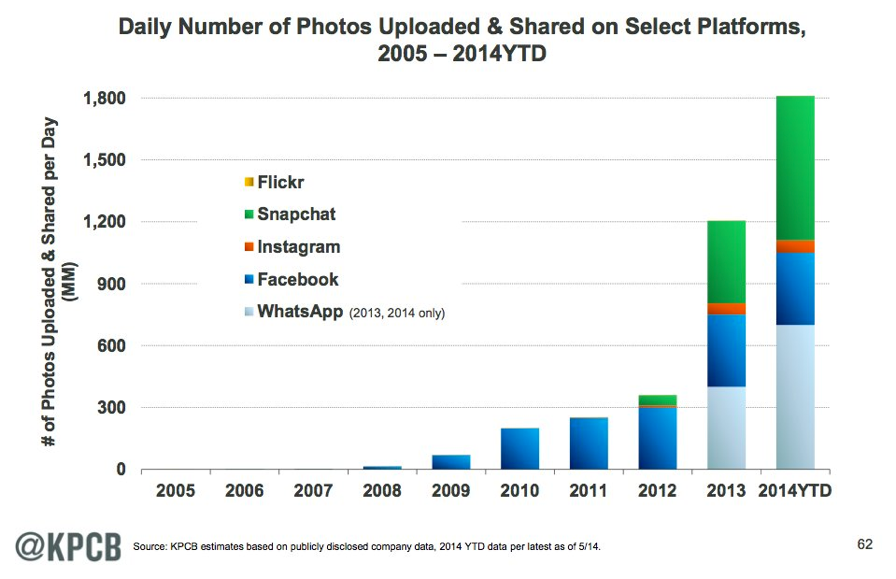 Daily Number of Photos Uploaded & Shared on Select Platforms,
2005 – 2014YTD
# of Photos Uploaded & Shared per Day
(MM)
1,800
1,500
1,200
900
600
300
0
Flickr
Snapchat
Instagram
Facebook
WhatsApp (2013, 2014 only)
2005 2006 2007 2008 2009 2010 2011 2012 2013 2014YTD
@KPCB
Source: KPCB estimates based on publicly disclosed company data, 2014 YTD data per latest as of 5/14.
62